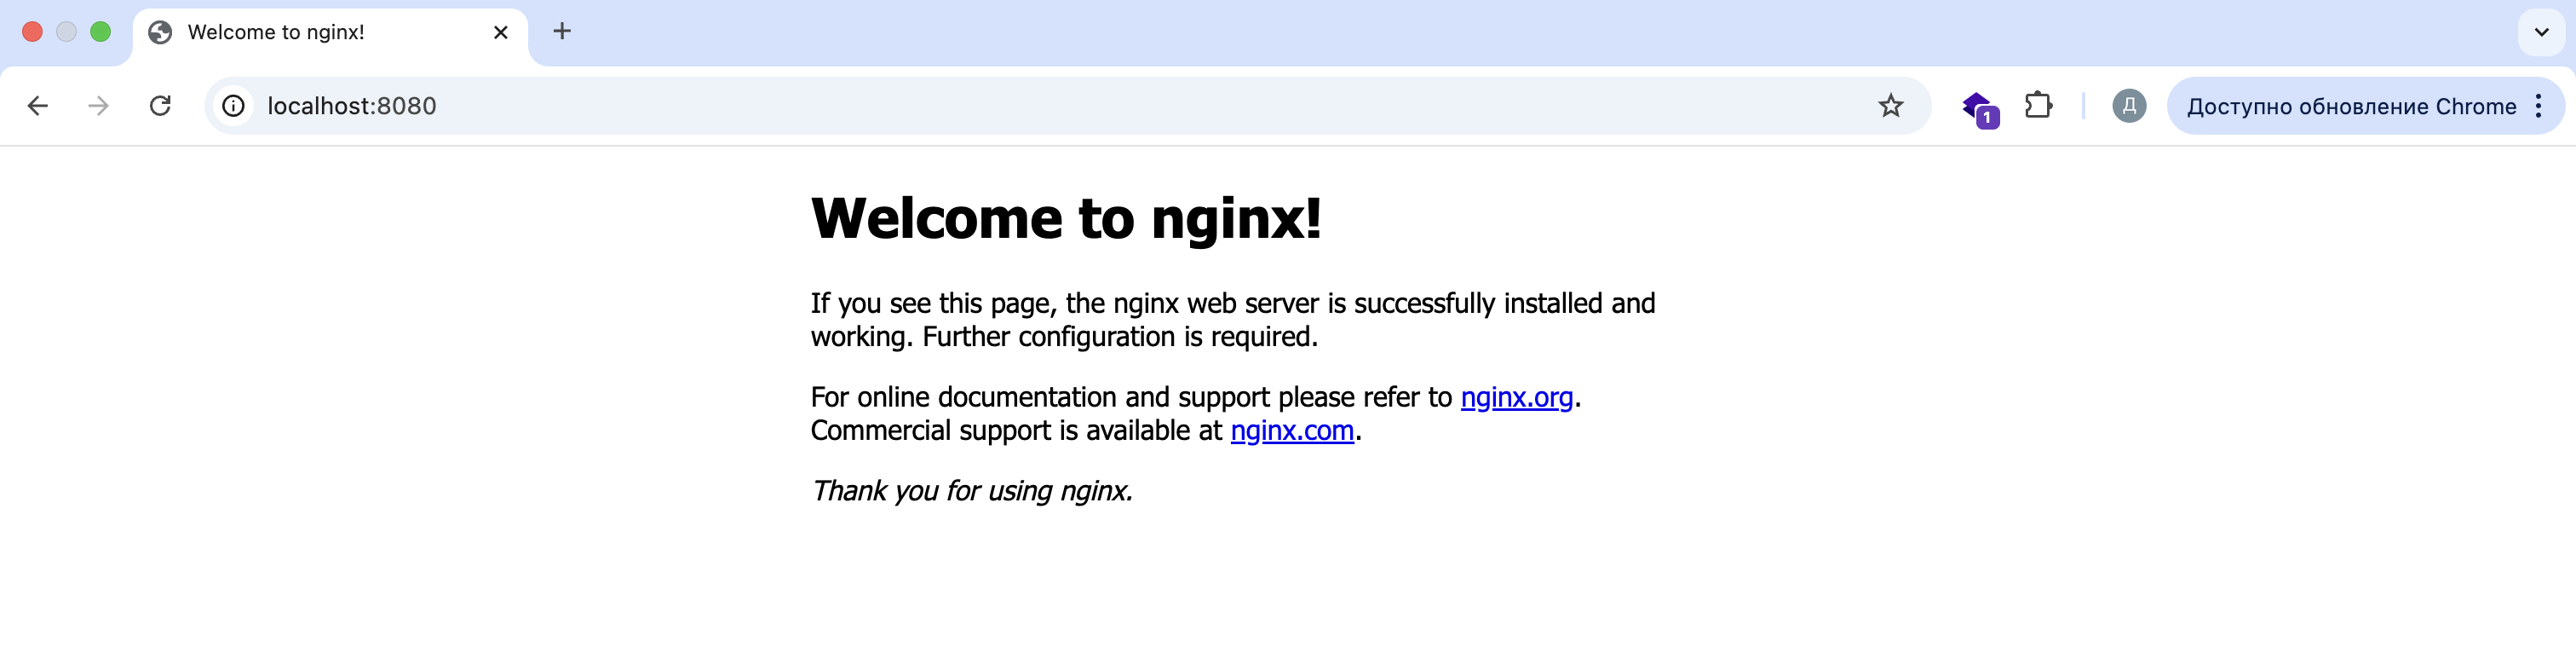 Welcome to nginx!
localhost:8080
1
Д
Доступно обновление Chrome
Welcome to nginx!
If you see this page, the nginx web server is successfully installed and
working. Further configuration is required.
For online documentation and support please refer to nginx.org.
Commercial support is available at nginx.com.
Thank you for using nginx.